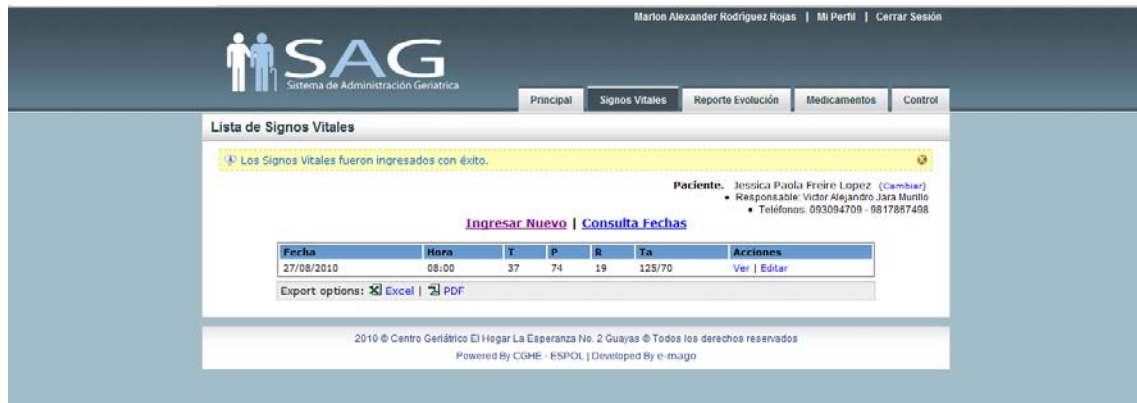 Marlon Alexander Rodriguez Rojas | Mi Perfil | Cerrar Sesión
SAG
Sistema de Administración Geriatrica
Principal Signos Vitales Reporte Evolución Medicamentos Control
Lista de Signos Vitales
Los Signos Vitales fueron ingresados con éxito.
Paciente. Jessica Paola Freire Lopez (Cambiar)
• Responsable: Victor Alejandro Jara Murillo
• Teléfonos: 093094709 - 9817867498
Ingresar Nuevo | Consulta Fechas
Fecha Hora T P R Ta Acciones
27/08/2010 08:00 37 74 19 125/70 Ver | Editar
Export options: Excel | PDF
2010 © Centro Geriátrico El Hogar La Esperanza No. 2 Guayas © Todos los derechos reservados
Powered By CGHE - ESPOL | Developed By e-mago